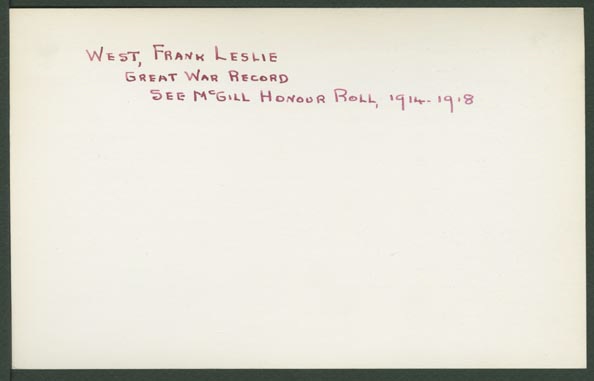 WEST, FRANK LESLIE
GREAT WAR RECORD
SEE McGILL HONOUR ROLL, 1914-1918